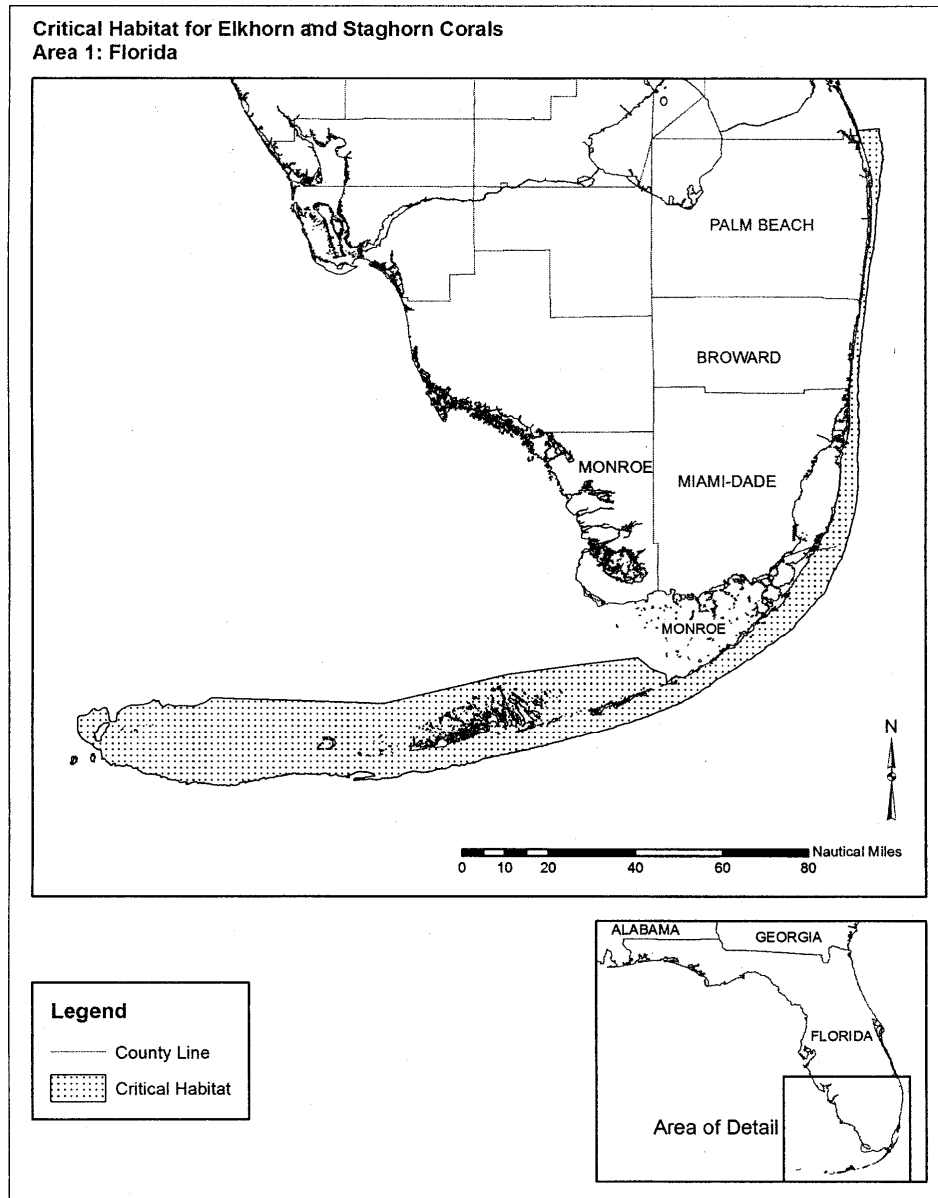 Critical Habitat for Elkhorn and Staghorn Corals
Area 1: Florida
PALM BEACH
BROWARD
MONROE
MIAMI-DADE
MONROE
N
Nautical Miles
0 10 20 40 60 80
ALABAMA
GEORGIA
FLORIDA
Area of Detail
Legend
County Line
Critical Habitat